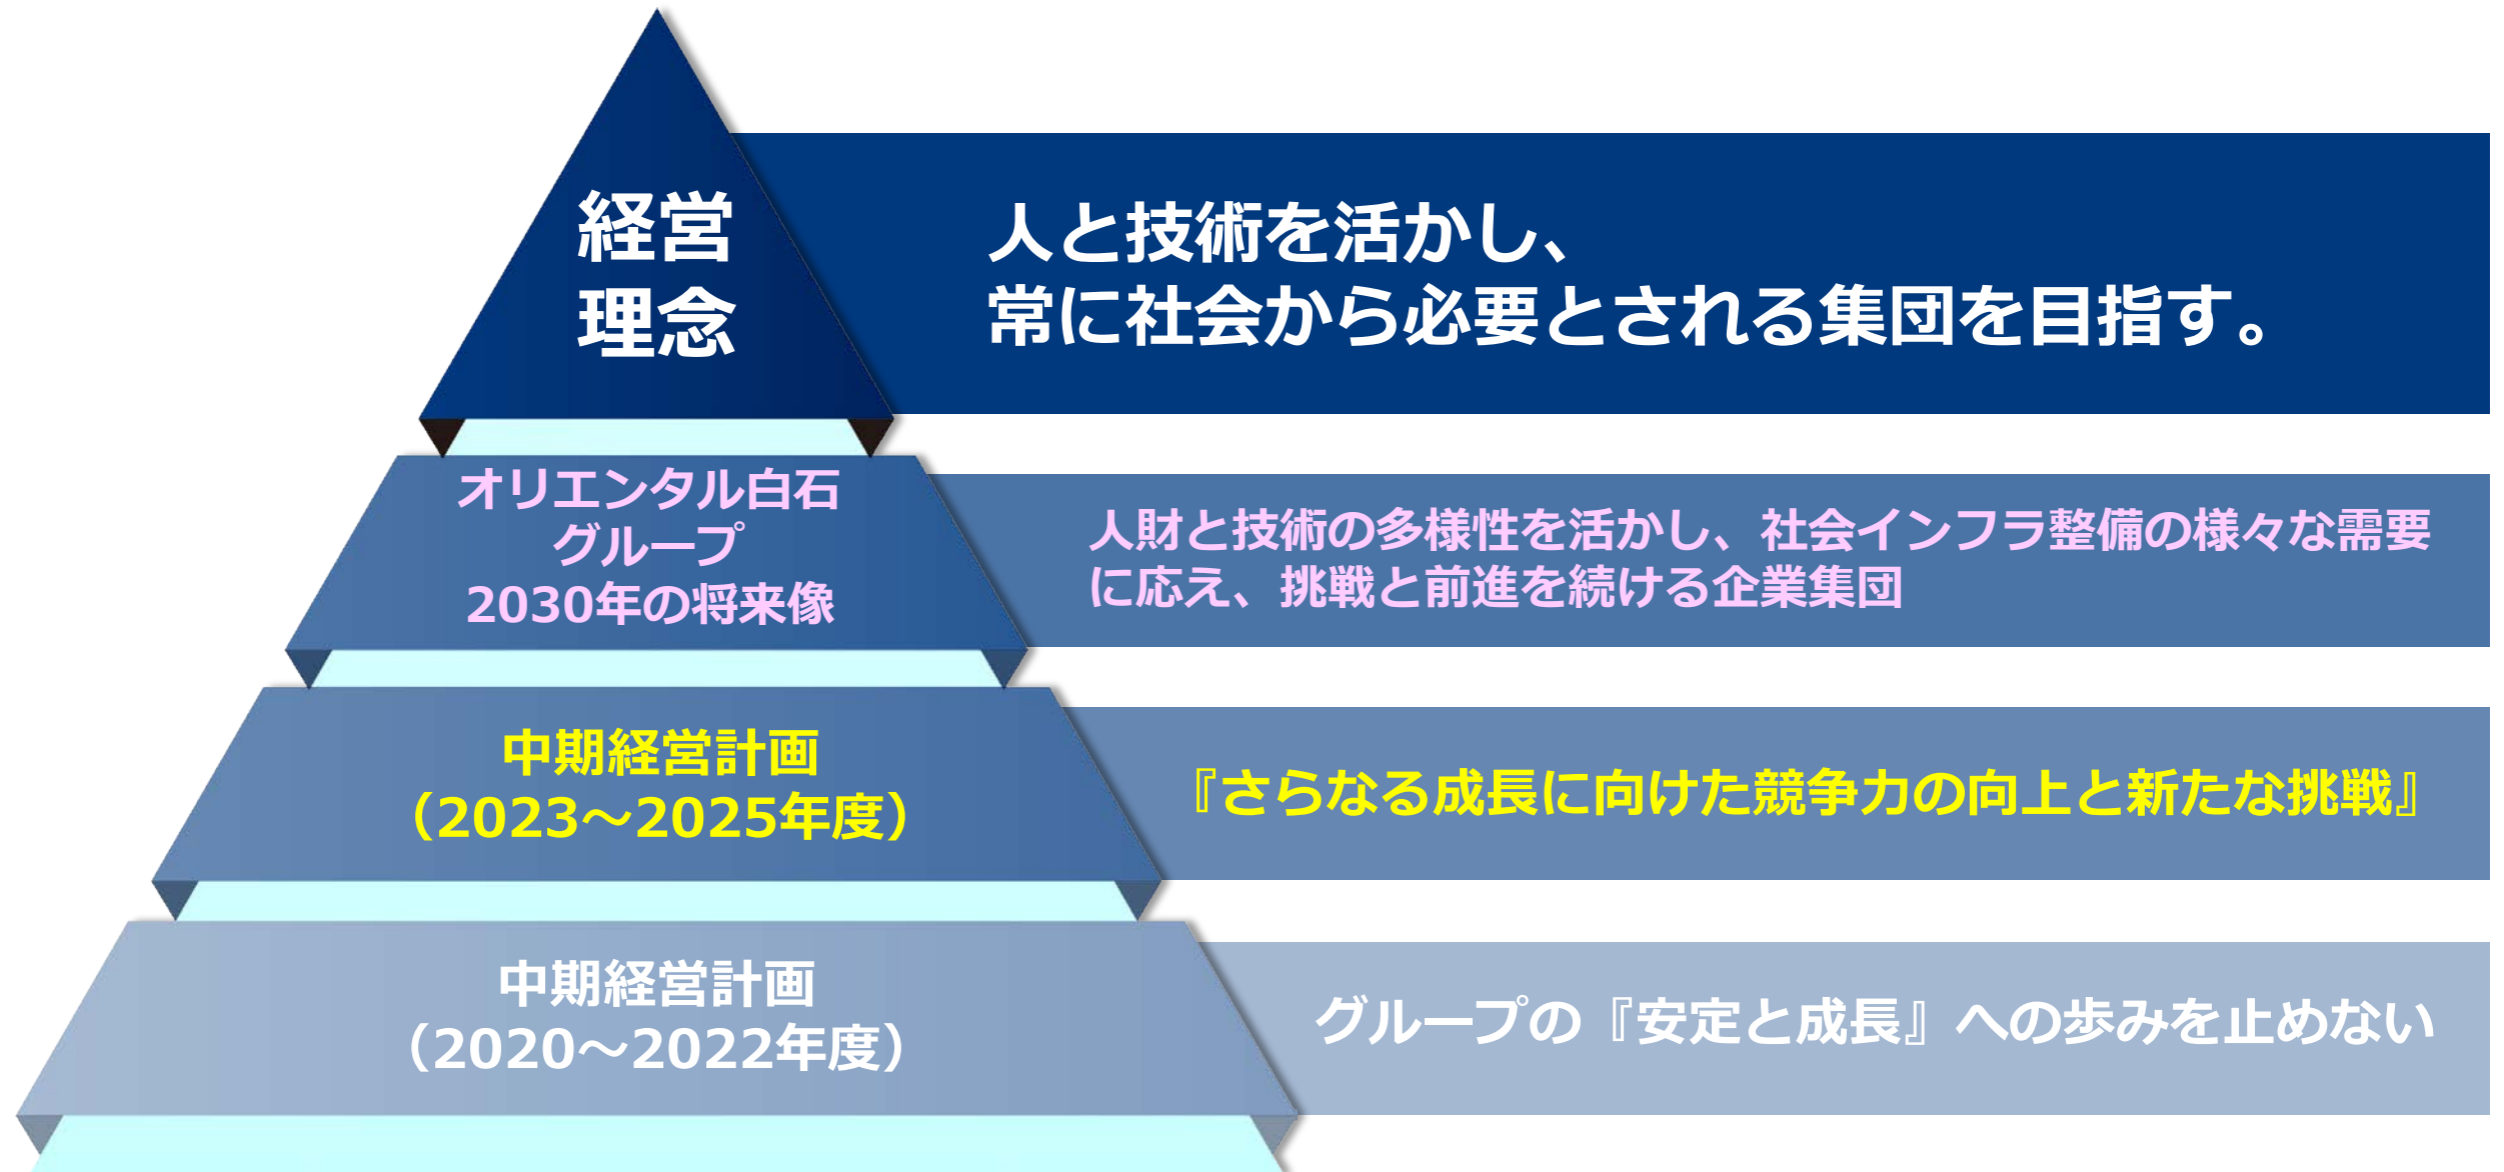 経営
理念
人と技術を活かし、
常に社会から必要とされる集団を目指す。
オリエンタル白石
グループ
2030年の将来像
人財と技術の多様性を活かし、社会インフラ整備の様々な需要
に応え、挑戦と前進を続ける企業集団
中期経営計画
（2023～2025年度）
『さらなる成長に向けた競争力の向上と新たな挑戦』
中期経営計画
（2020～2022年度）
グループの『安定と成長』への歩みを止めない